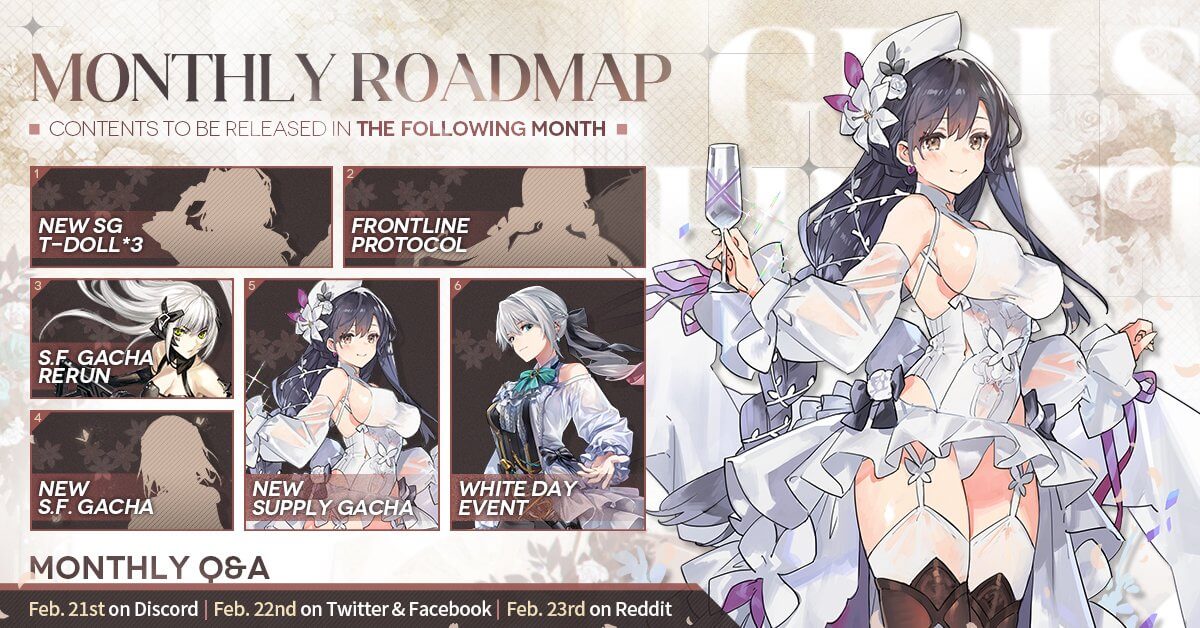 MONTHLY ROADMAP
CONTENTS TO BE RELEASED IN THE FOLLOWING MONTH
1
NEW SG
T-DOLL*3
2
FRONTLINE
PROTOCOL
3
S.F. GACHA
RERUN
4
NEW
S.F. GACHA
5
NEW
SUPPLY GACHA
6
WHITE DAY
EVENT
MONTHLY Q&A
Feb. 21st on Discord | Feb. 22nd on Twitter & Facebook | Feb. 23rd on Reddit
GIRLS